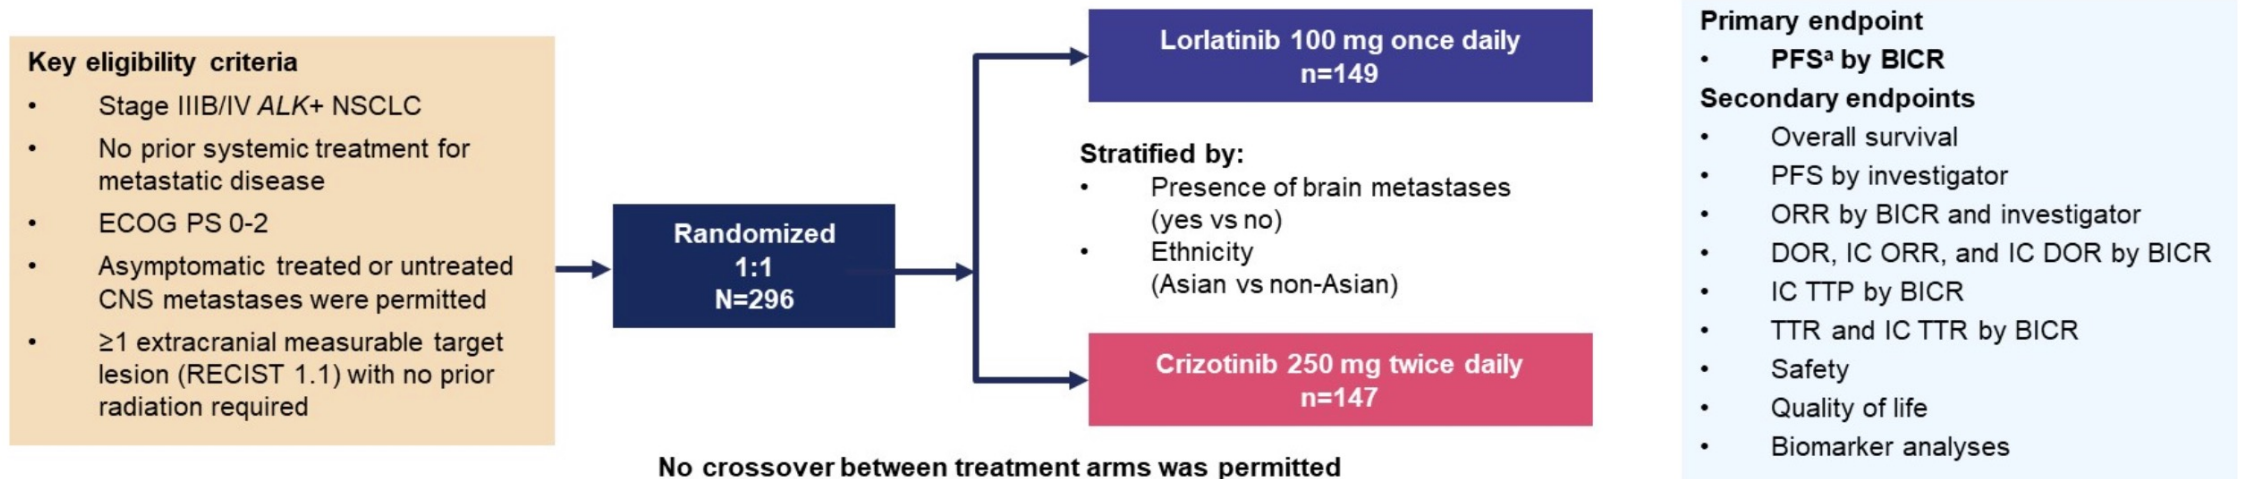 Key eligibility criteria
• Stage IIIB/IV ALK+ NSCLC
• No prior systemic treatment for
metastatic disease
• ECOG PS 0-2
• Asymptomatic treated or untreated
CNS metastases were permitted
• ≥1 extracranial measurable target
lesion (RECIST 1.1) with no prior
radiation required
Randomized
1:1
N=296
Lorlatinib 100 mg once daily
n=149
Stratified by:
• Presence of brain metastases
(yes vs no)
• Ethnicity
(Asian vs non-Asian)
Crizotinib 250 mg twice daily
n=147
No crossover between treatment arms was permitted
Primary endpoint
• PFSᵃ by BICR
Secondary endpoints
• Overall survival
• PFS by investigator
• ORR by BICR and investigator
• DOR, IC ORR, and IC DOR by BICR
• IC TTP by BICR
• TTR and IC TTR by BICR
• Safety
• Quality of life
• Biomarker analyses